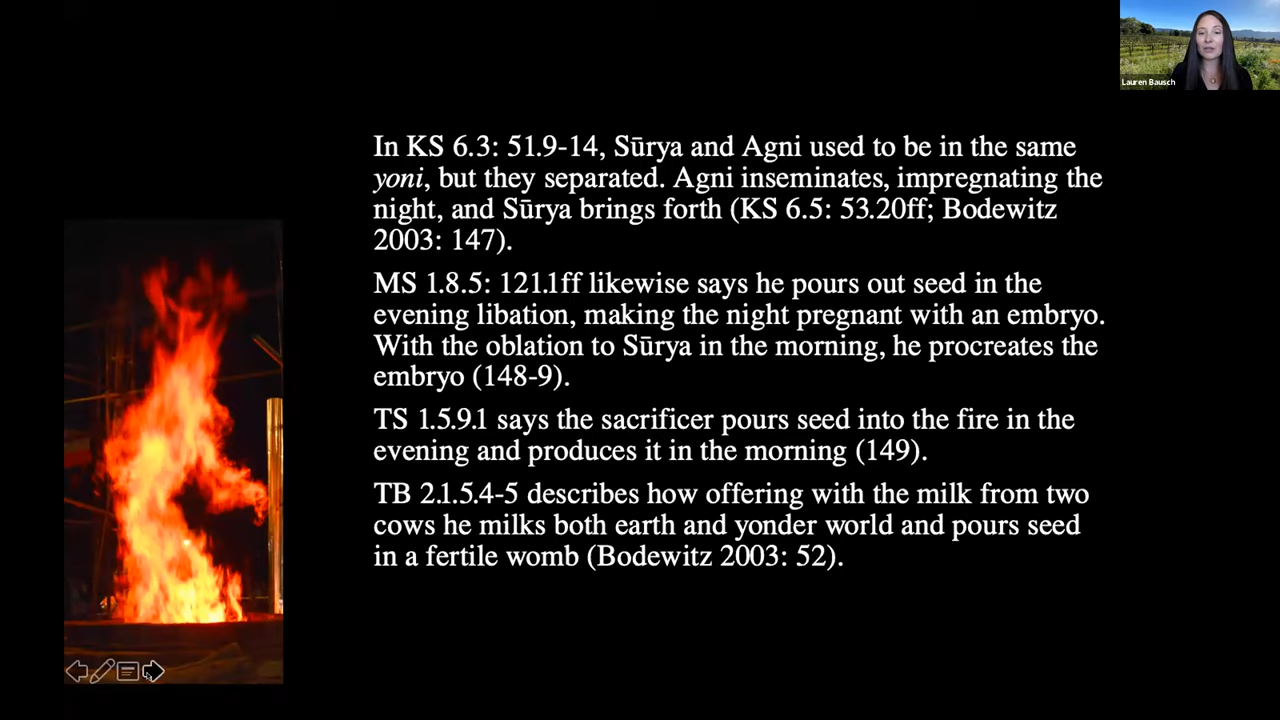 Lauren Bausch
In KS 6.3: 51.9-14, Sūrya and Agni used to be in the same
yoni, but they separated. Agni inseminates, impregnating the
night, and Sūrya brings forth (KS 6.5: 53.20ff; Bodewitz
2003: 147).
MS 1.8.5: 121.1ff likewise says he pours out seed in the
evening libation, making the night pregnant with an embryo.
With the oblation to Sūrya in the morning, he procreates the
embryo (148-9).
TS 1.5.9.1 says the sacrificer pours seed into the fire in the
evening and produces it in the morning (149).
TB 2.1.5.4-5 describes how offering with the milk from two
cows he milks both earth and yonder world and pours seed
in a fertile womb (Bodewitz 2003: 52).